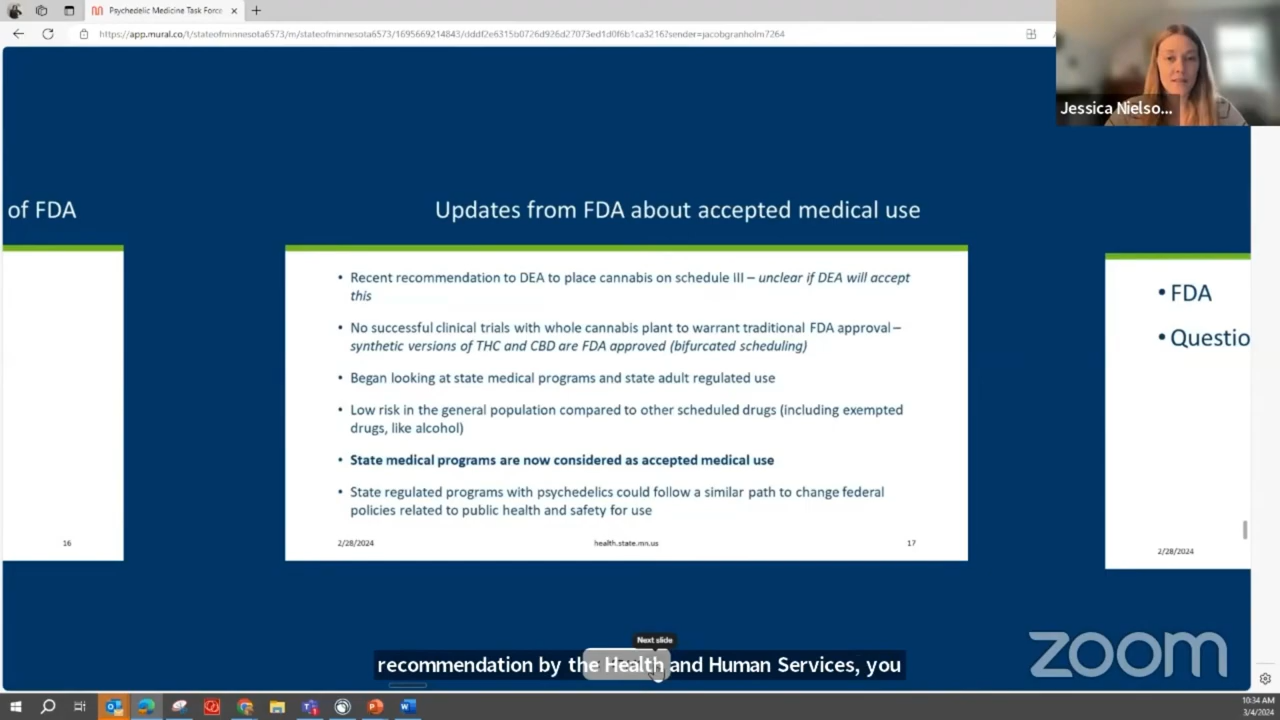 Psychedelic Medicine Task Force
https://app.mural.co/t/stateofminnesota6573/m/stateofminnesota6573/1695669214843/dddf2e6315b0726d926d27073ed1d0f6b1ca3216?sender=jacobgranholm7264
Jessica Nielso...
of FDA
Updates from FDA about accepted medical use
• Recent recommendation to DEA to place cannabis on schedule III – unclear if DEA will accept
this
• No successful clinical trials with whole cannabis plant to warrant traditional FDA approval –
synthetic versions of THC and CBD are FDA approved (bifurcated scheduling)
• Began looking at state medical programs and state adult regulated use
• Low risk in the general population compared to other scheduled drugs (including exempted
drugs, like alcohol)
• State medical programs are now considered as accepted medical use
• State regulated programs with psychedelics could follow a similar path to change federal
policies related to public health and safety for use
2/28/2024
health.state.mn.us
17
16
• FDA
• Questio
2/28/2024
Next slide
recommendation by the Health and Human Services, you
zoom
10:34 AM
3/4/2024